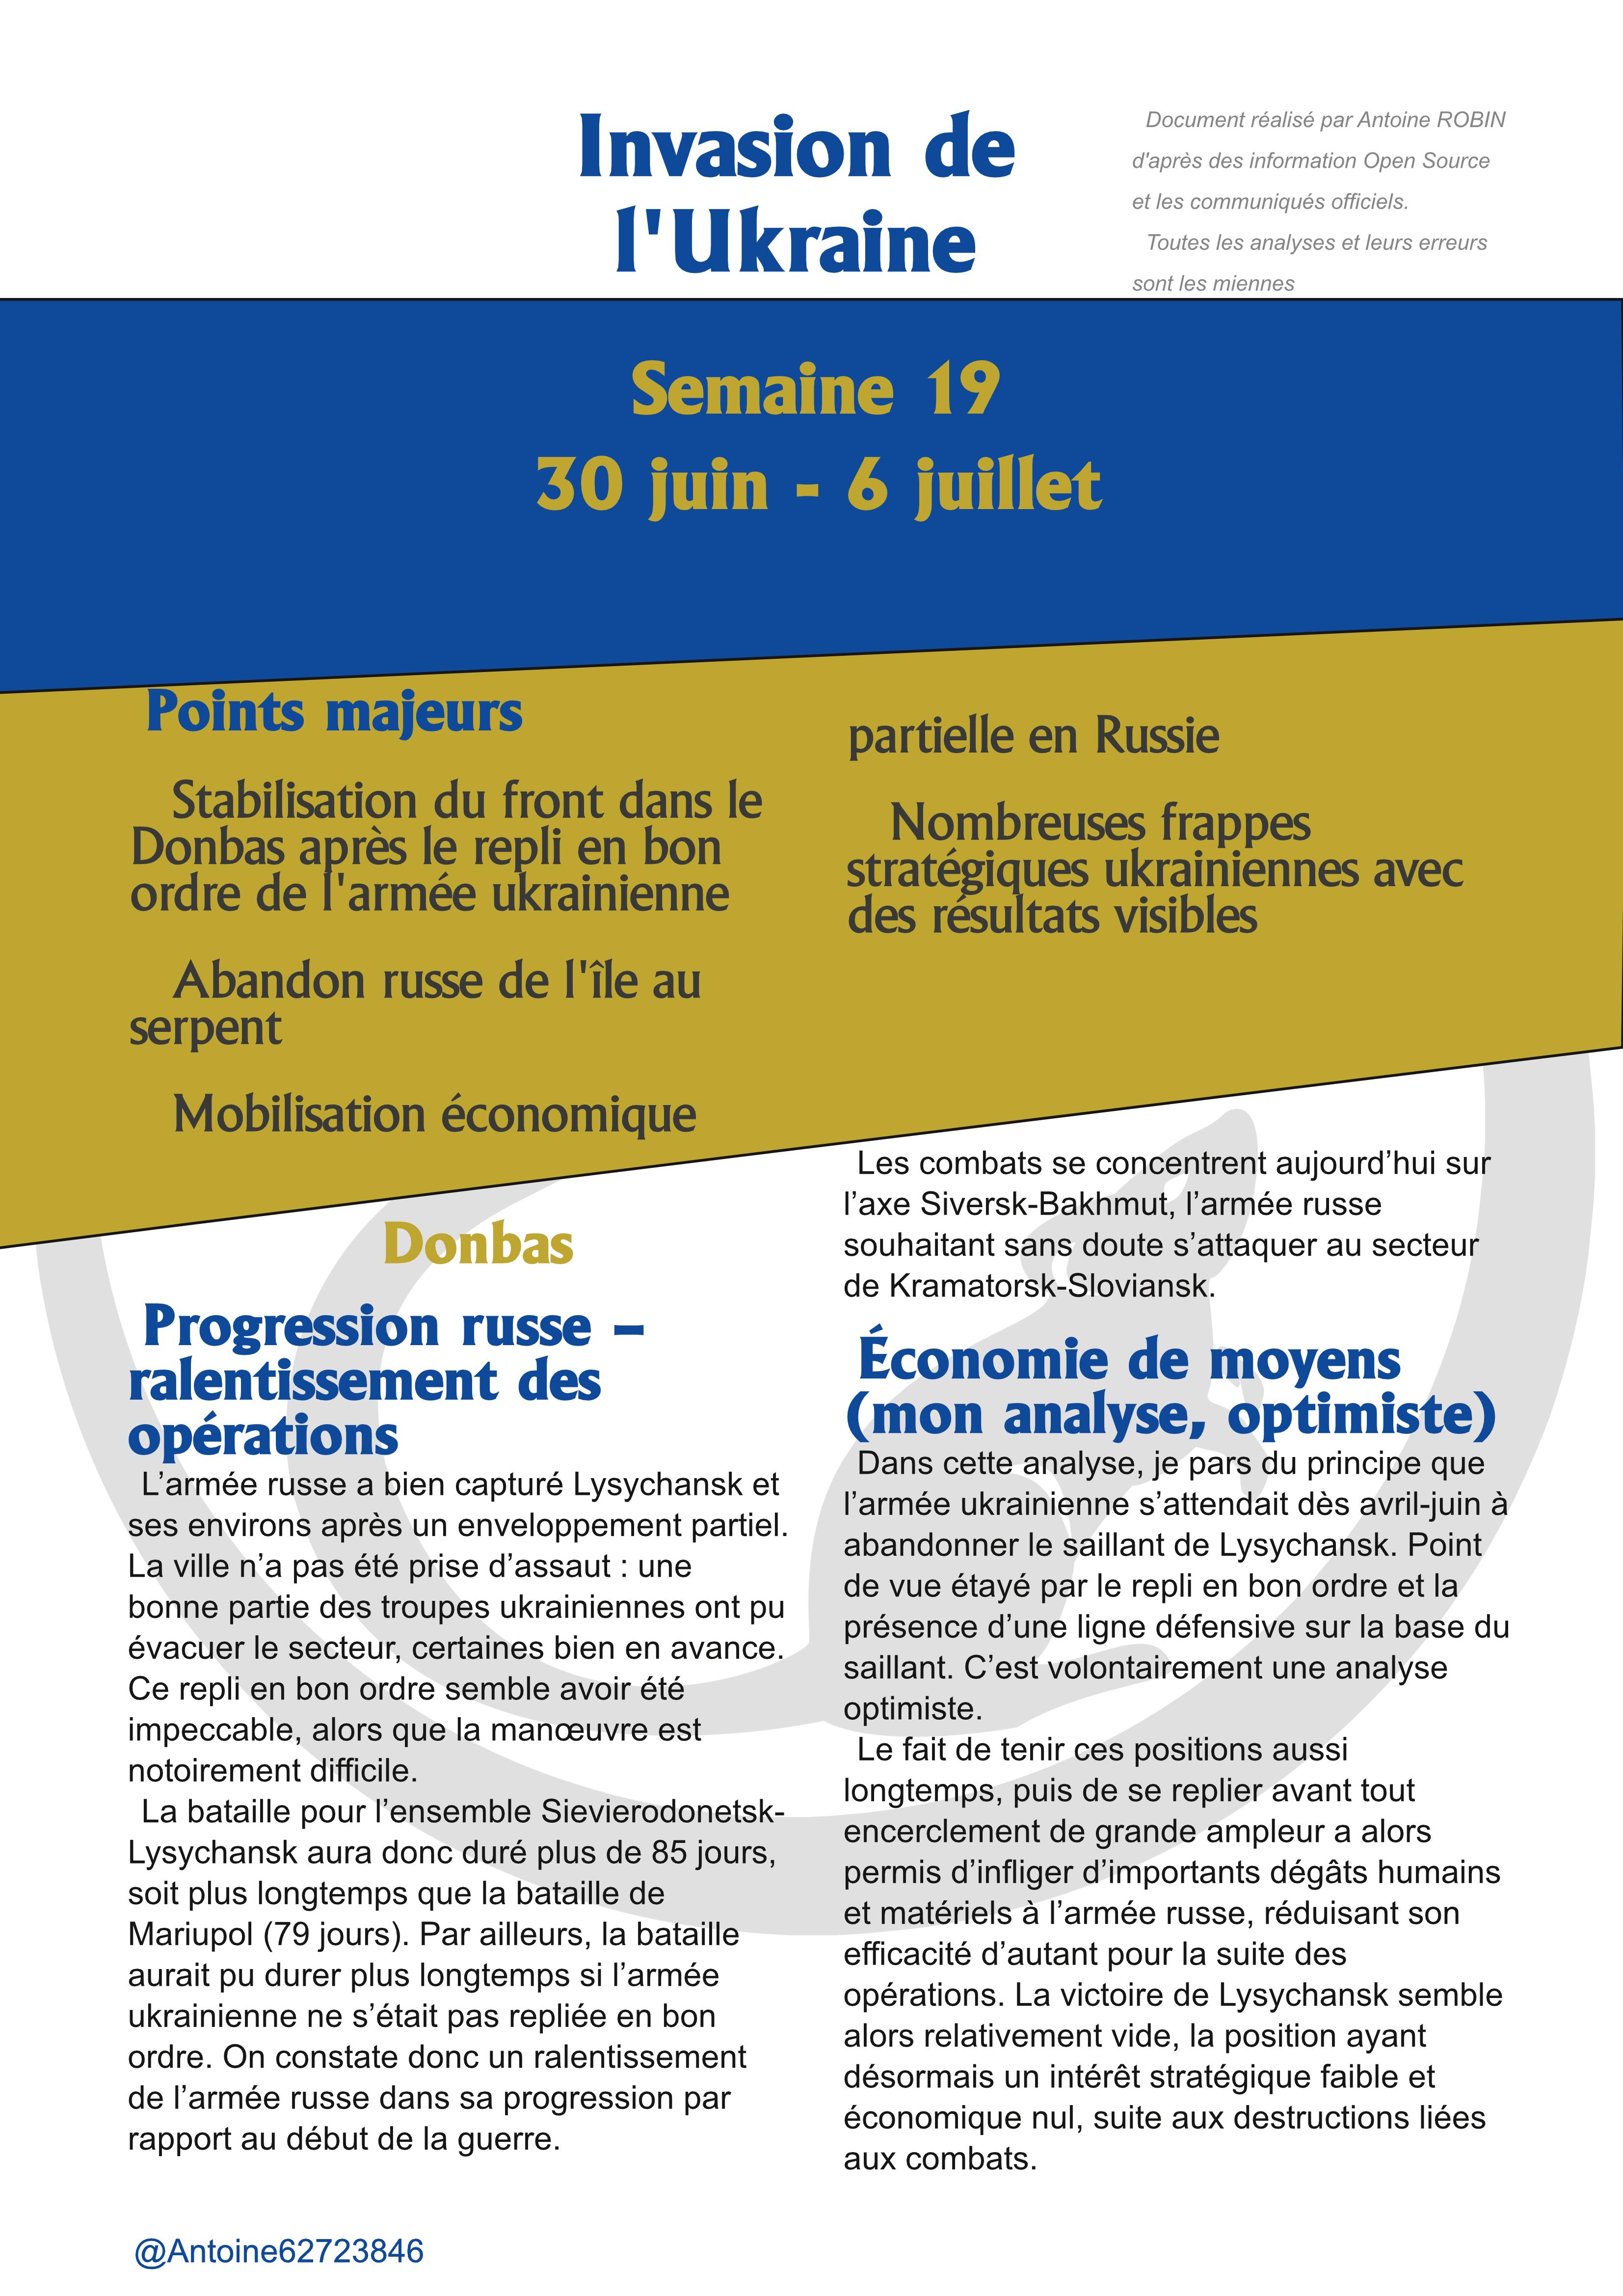 Invasion de
l'Ukraine
Document réalisé par Antoine ROBIN
d'après des information Open Source
et les communiqués officiels.
Toutes les analyses et leurs erreurs
sont les miennes
Semaine 19
30 juin - 6 juillet
Points majeurs
Stabilisation du front dans le
Donbas après le repli en bon
ordre de l'armée ukrainienne
Abandon russe de l'île au
serpent
Mobilisation économique
partielle en Russie
Nombreuses frappes
stratégiques ukrainiennes avec
des résultats visibles
Donbas
Progression russe –
ralentissement des
opérations
L’armée russe a bien capturé Lysychansk et
ses environs après un enveloppement partiel.
La ville n’a pas été prise d’assaut : une
bonne partie des troupes ukrainiennes ont pu
évacuer le secteur, certaines bien en avance.
Ce repli en bon ordre semble avoir été
impeccable, alors que la manœuvre est
notoirement difficile.
La bataille pour l’ensemble Sievierodonetsk-
Lysychansk aura donc duré plus de 85 jours,
soit plus longtemps que la bataille de
Mariupol (79 jours). Par ailleurs, la bataille
aurait pu durer plus longtemps si l’armée
ukrainienne ne s’était pas repliée en bon
ordre. On constate donc un ralentissement
de l’armée russe dans sa progression par
rapport au début de la guerre.
Les combats se concentrent aujourd’hui sur
l’axe Siversk-Bakhmut, l’armée russe
souhaitant sans doute s’attaquer au secteur
de Kramatorsk-Sloviansk.
Économie de moyens
(mon analyse, optimiste)
Dans cette analyse, je pars du principe que
l’armée ukrainienne s’attendait dès avril-juin à
abandonner le saillant de Lysychansk. Point
de vue étayé par le repli en bon ordre et la
présence d’une ligne défensive sur la base du
saillant. C’est volontairement une analyse
optimiste.
Le fait de tenir ces positions aussi
longtemps, puis de se replier avant tout
encerclement de grande ampleur a alors
permis d’infliger d’importants dégâts humains
et matériels à l’armée russe, réduisant son
efficacité d’autant pour la suite des
opérations. La victoire de Lysychansk semble
alors relativement vide, la position ayant
désormais un intérêt stratégique faible et
économique nul, suite aux destructions liées
aux combats.
@Antoine62723846